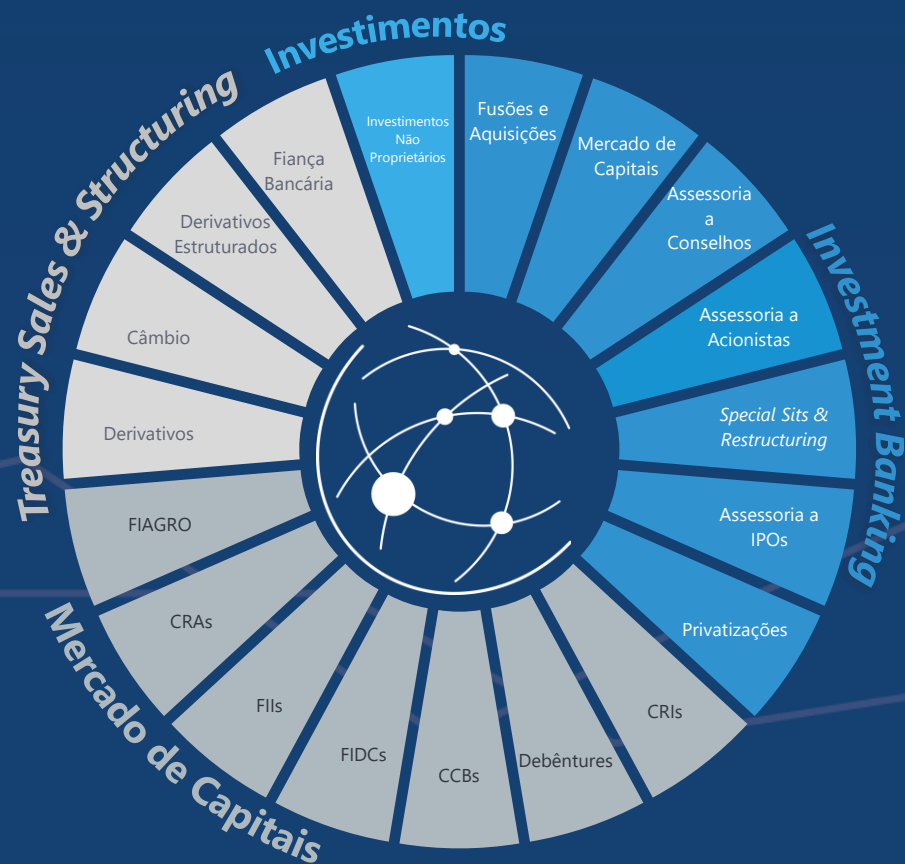 Investimentos
Investimentos
Não
Proprietários
Investment Banking
Fusões e
Aquisições
Mercado de
Capitais
Assessoria
a
Conselhos
Assessoria a
Acionistas
Special Sits &
Restructuring
Assessoria a
IPOs
Privatizações
Mercado de Capitais
CRIs
Debêntures
CCBs
FIDCs
FIIs
CRAs
FIAGRO
Treasury Sales & Structuring
Derivativos
Câmbio
Derivativos
Estruturados
Fiança
Bancária